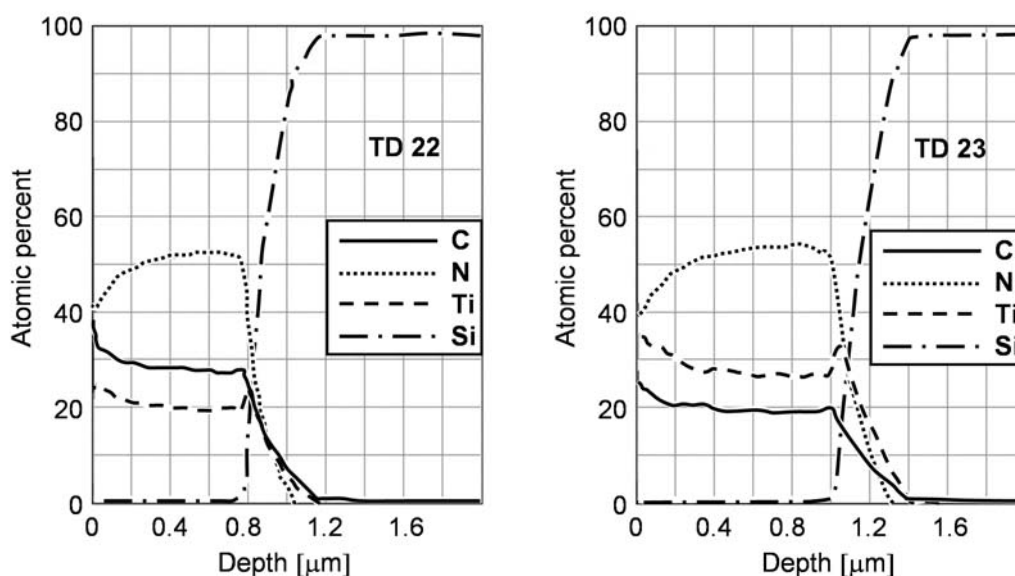 100
80
60
40
20
0
Atomic percent
TD 22
C
N
Ti
Si
0 0.4 0.8 1.2 1.6
Depth [μm]
100
80
60
40
20
0
Atomic percent
TD 23
C
N
Ti
Si
0 0.4 0.8 1.2 1.6
Depth [μm]